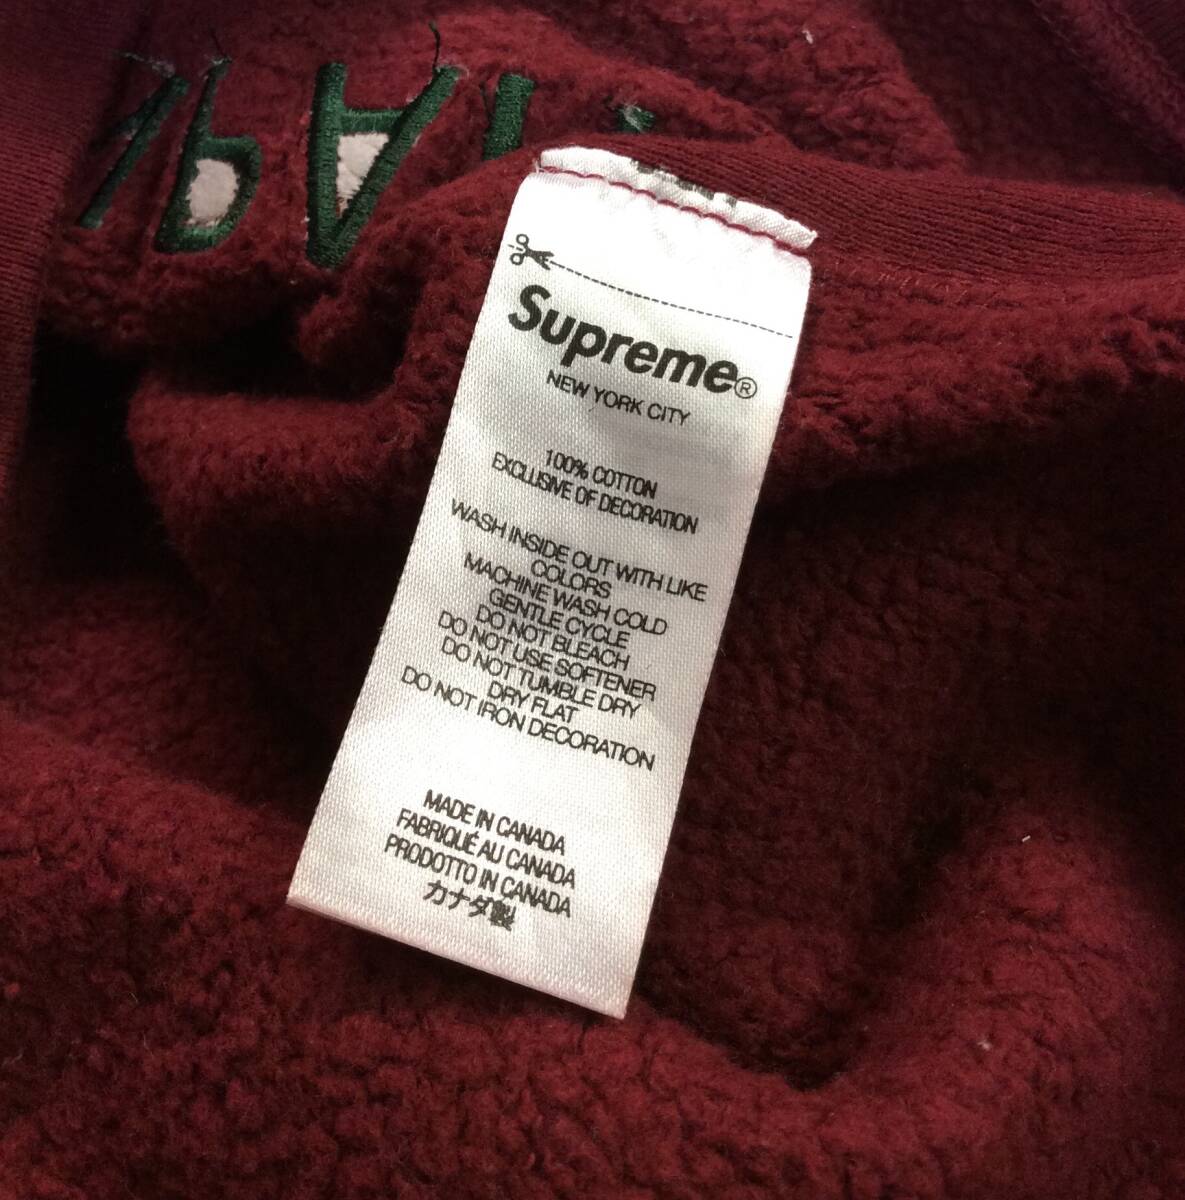 Supreme®
NEW YORK CITY
100% COTTON
EXCLUSIVE OF DECORATION
WASH INSIDE OUT WITH LIKE
COLORS
MACHINE WASH COLD
GENTLE CYCLE
DO NOT BLEACH
DO NOT USE SOFTENER
DO NOT TUMBLE DRY
DRY FLAT
DO NOT IRON DECORATION
MADE IN CANADA
FABRIQUÉ AU CANADA
PRODOTTO IN CANADA
カナダ製